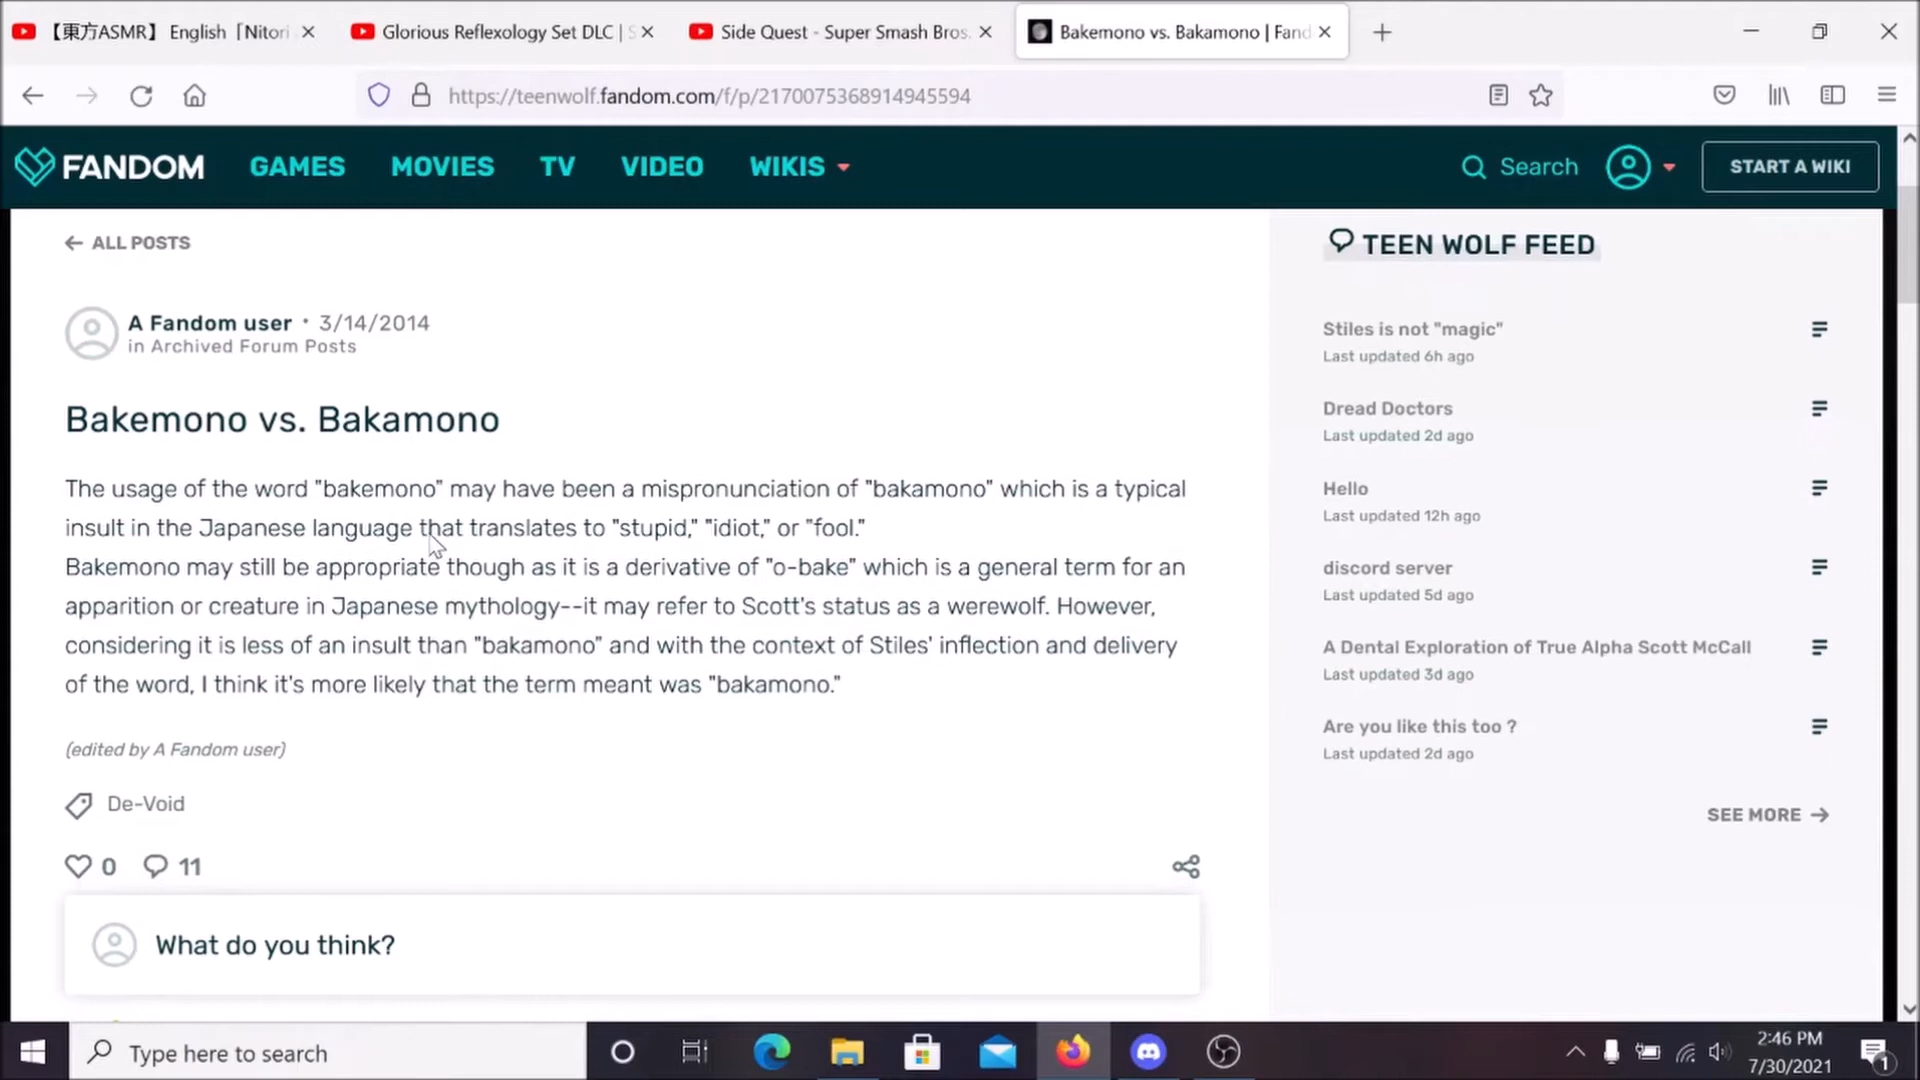 【東方ASMR】 English「Nitori
Glorious Reflexology Set DLC | S
Side Quest - Super Smash Bros.
Bakemono vs. Bakamono | Fand
https://teenwolf.fandom.com/f/p/2170075368914945594
FANDOM
GAMES
MOVIES
TV
VIDEO
WIKIS
Search
START A WIKI
ALL POSTS
A Fandom user • 3/14/2014
in Archived Forum Posts
Bakemono vs. Bakamono
The usage of the word "bakemono" may have been a mispronunciation of "bakamono" which is a typical
insult in the Japanese language that translates to "stupid," "idiot," or "fool."
Bakemono may still be appropriate though as it is a derivative of "o-bake" which is a general term for an
apparition or creature in Japanese mythology--it may refer to Scott's status as a werewolf. However,
considering it is less of an insult than "bakamono" and with the context of Stiles' inflection and delivery
of the word, I think it's more likely that the term meant was "bakamono."
(edited by A Fandom user)
De-Void
0
11
What do you think?
TEEN WOLF FEED
Stiles is not "magic"
Last updated 6h ago
Dread Doctors
Last updated 2d ago
Hello
Last updated 12h ago
discord server
Last updated 5d ago
A Dental Exploration of True Alpha Scott McCall
Last updated 3d ago
Are you like this too ?
Last updated 2d ago
SEE MORE
Type here to search
2:46 PM
7/30/2021
1